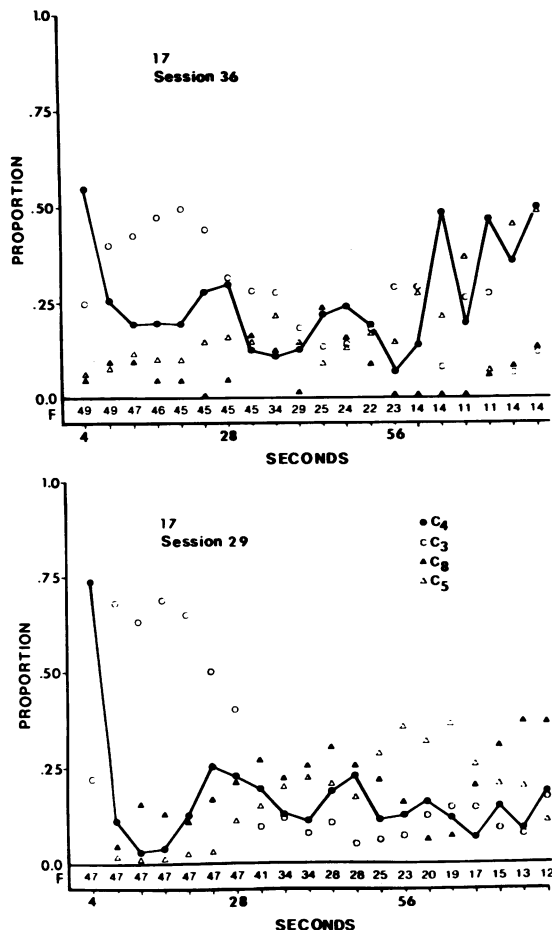 1.0
17
Session 36
.75
PROPORTION
.50
.25
0.0
F 49 49 47 46 45 45 45 45 34 29 25 24 22 23 14 14 11 11 14 14
4 28 56
SECONDS
1.0
17
Session 29
C4
C3
C8
C5
.75
PROPORTION
.50
.25
0.0
F 47 47 47 47 47 47 47 41 34 34 28 28 25 23 20 19 17 15 13 12
4 28 56
SECONDS